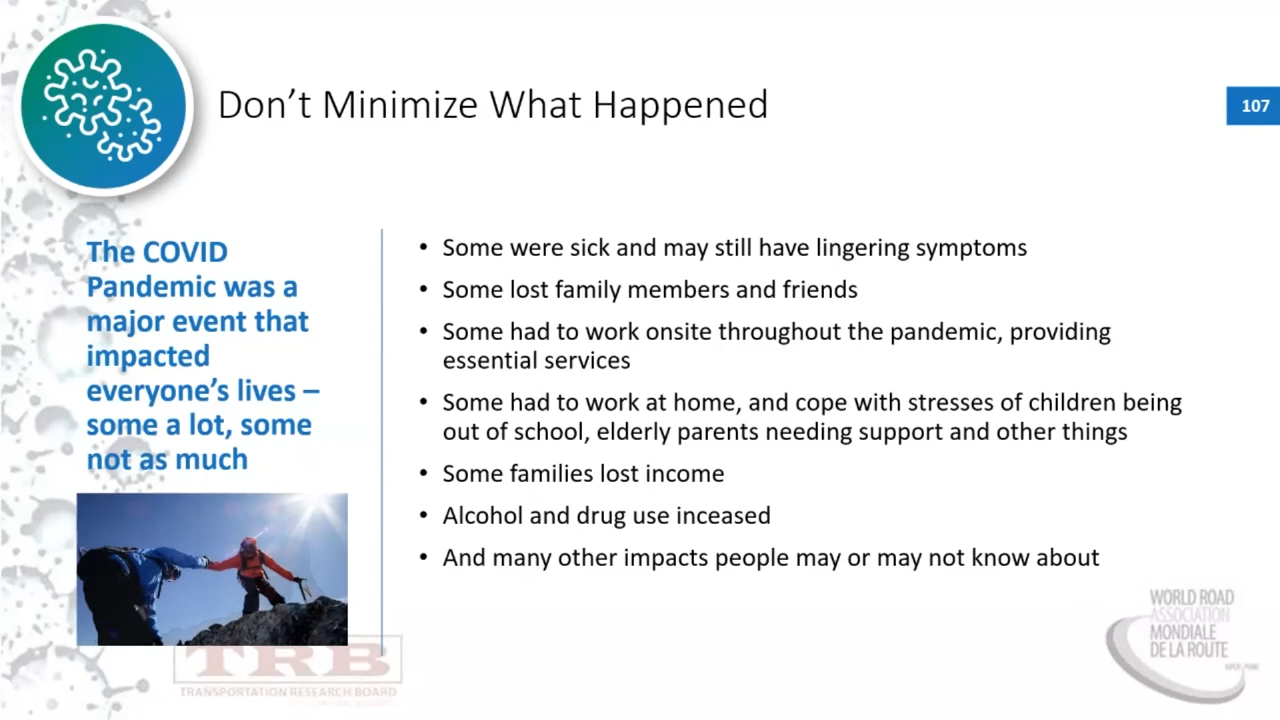 Don't Minimize What Happened
107
The COVID
Pandemic was a
major event that
impacted
everyone's lives –
some a lot, some
not as much
• Some were sick and may still have lingering symptoms
• Some lost family members and friends
• Some had to work onsite throughout the pandemic, providing
essential services
• Some had to work at home, and cope with stresses of children being
out of school, elderly parents needing support and other things
• Some families lost income
• Alcohol and drug use inceased
• And many other impacts people may or may not know about
TRB
TRANSPORTATION RESEARCH BOARD
WORLD ROAD
ASSOCIATION
MONDIALE
DE LA ROUTE